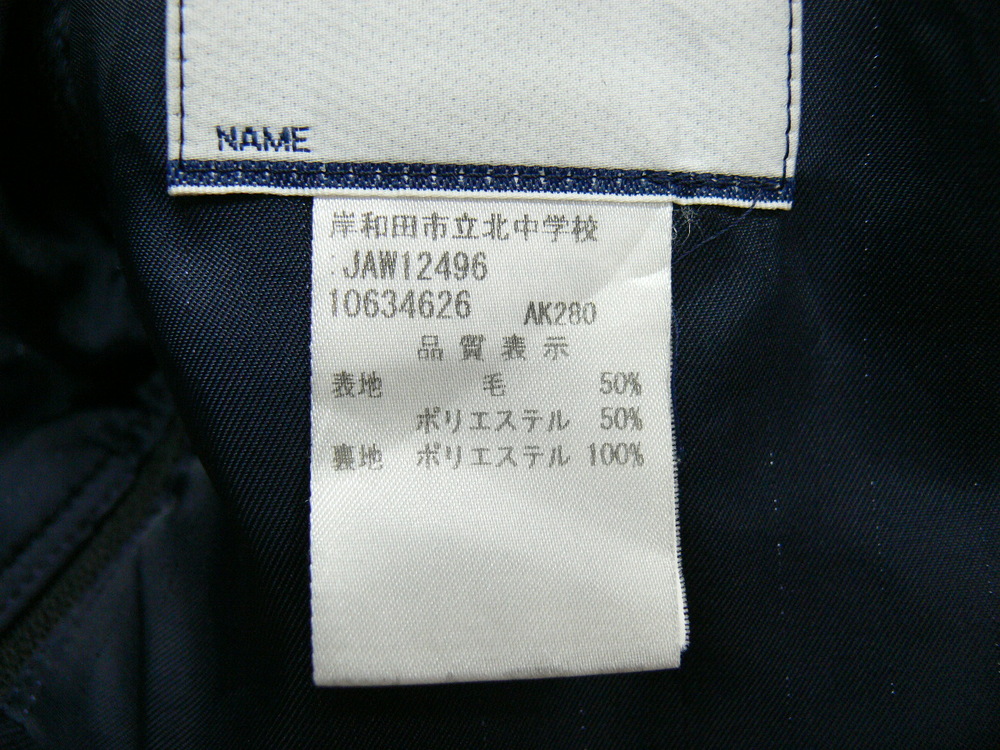 NAME
岸和田市立北中学校
JAW12496
10634626 AK280
品質表示
表地 毛 50%
ポリエステル 50%
裏地 ポリエステル 100%